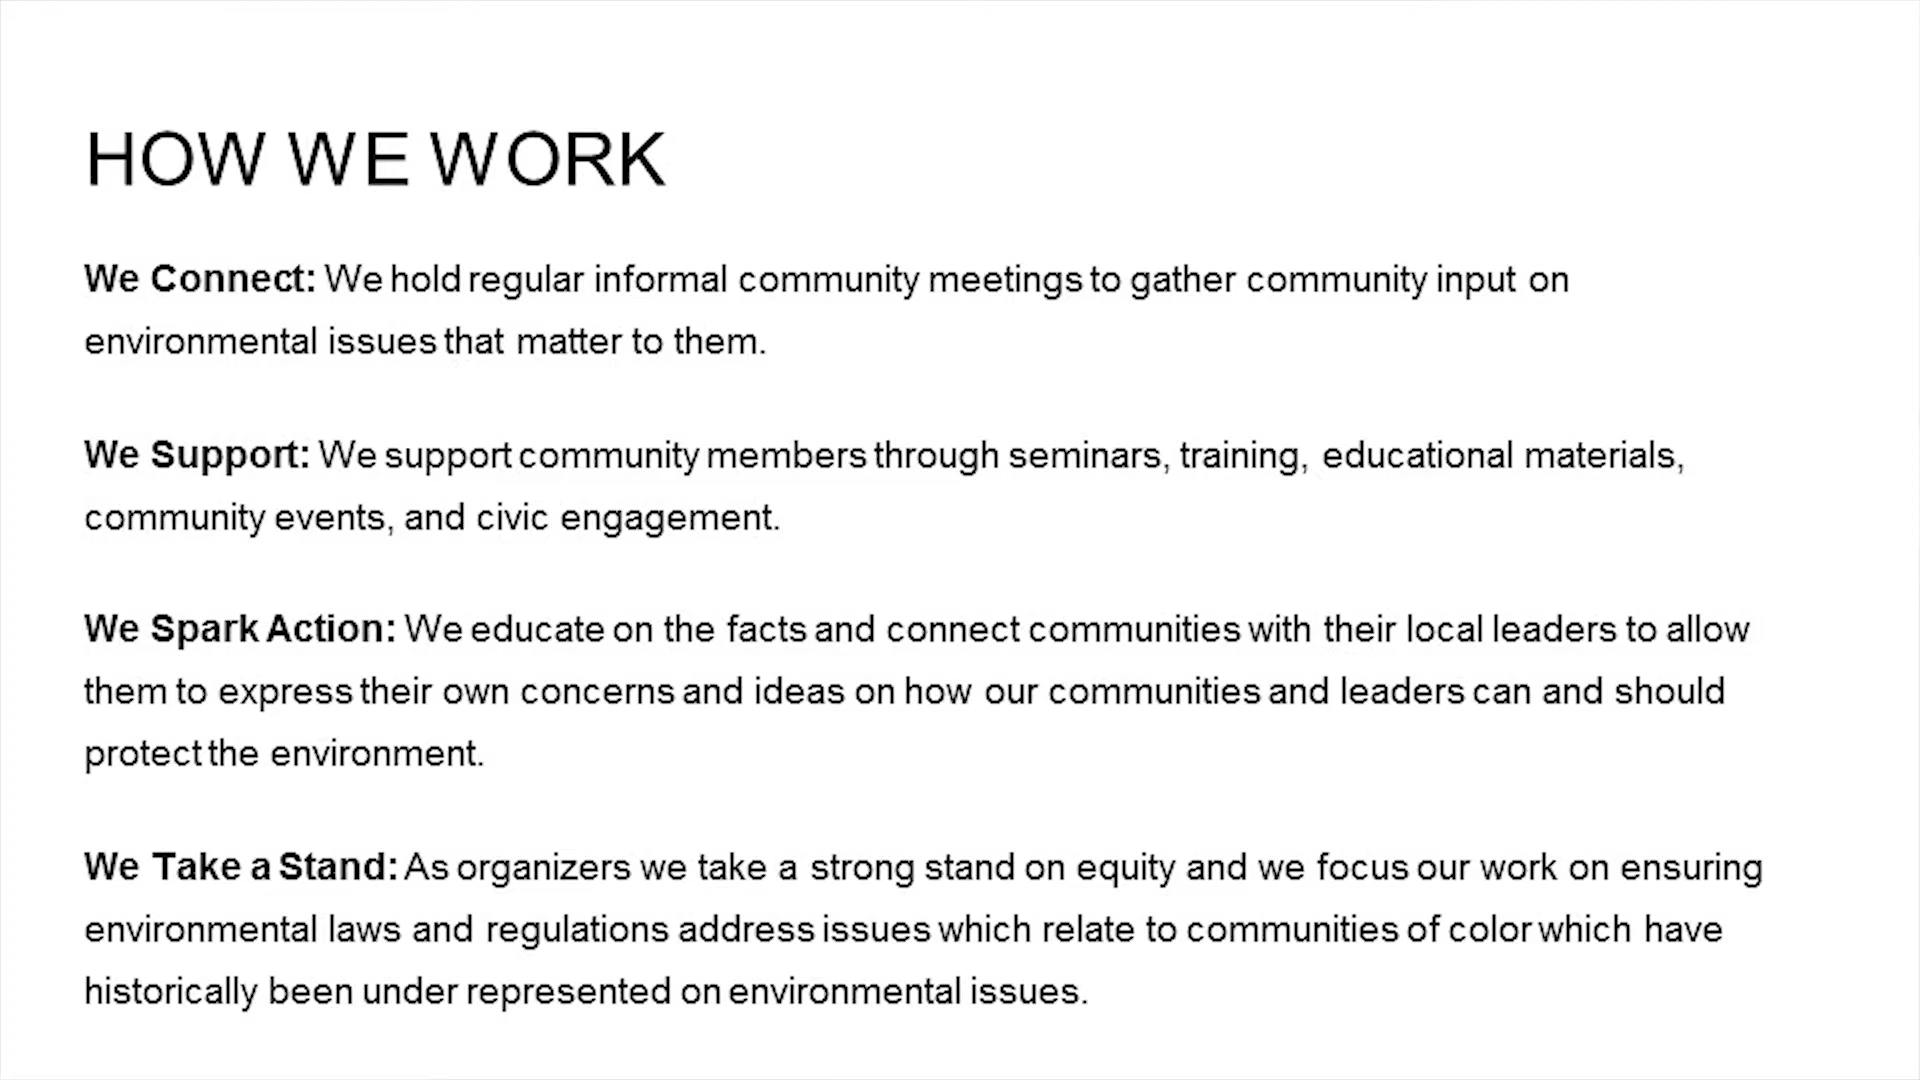 HOW WE WORK
We Connect: We hold regular informal community meetings to gather community input on
environmental issues that matter to them.
We Support: We support community members through seminars, training, educational materials,
community events, and civic engagement.
We Spark Action: We educate on the facts and connect communities with their local leaders to allow
them to express their own concerns and ideas on how our communities and leaders can and should
protect the environment.
We Take a Stand: As organizers we take a strong stand on equity and we focus our work on ensuring
environmental laws and regulations address issues which relate to communities of color which have
historically been under represented on environmental issues.